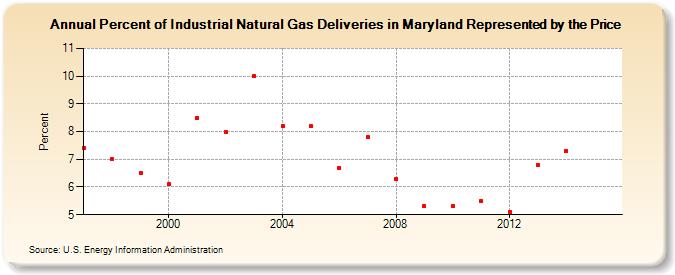 Annual Percent of Industrial Natural Gas Deliveries in Maryland Represented by the Price
Percent
11
10
9
8
7
6
5
2000 2004 2008 2012
Source: U.S. Energy Information Administration